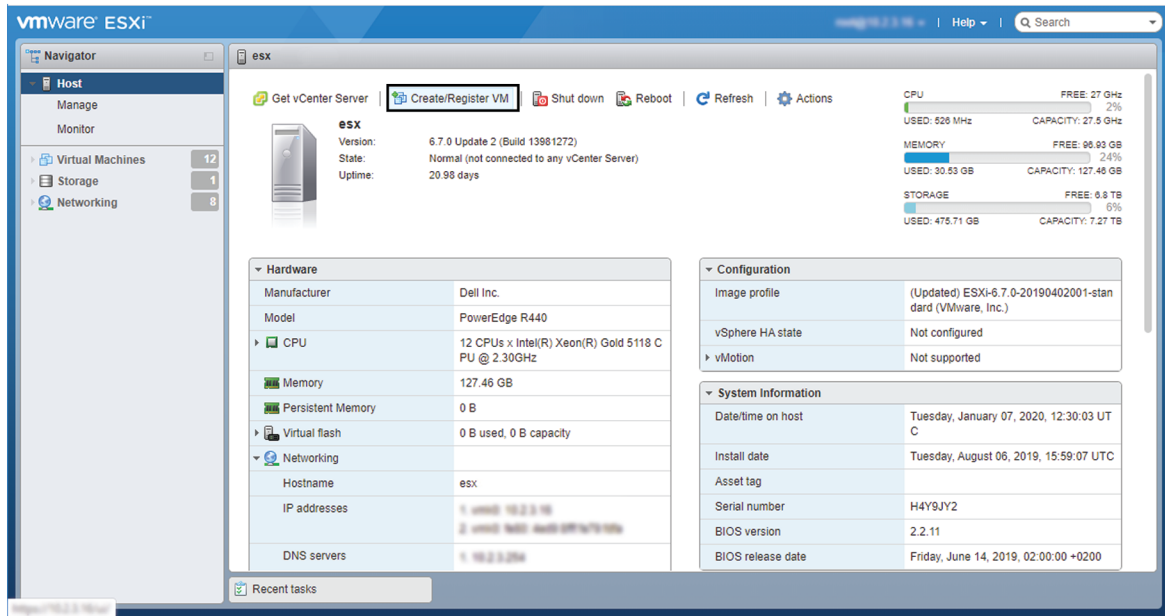 vmware ESXi™
Help
Search
Navigator
Host
Manage
Monitor
Virtual Machines 12
Storage 1
Networking 8
esx
Get vCenter Server
Create/Register VM
Shut down
Reboot
Refresh
Actions
esx
Version: 6.7.0 Update 2 (Build 13981272)
State: Normal (not connected to any vCenter Server)
Uptime: 20.98 days
CPU FREE: 27 GHz
2%
USED: 526 MHz CAPACITY: 27.5 GHz
MEMORY FREE: 96.93 GB
24%
USED: 30.53 GB CAPACITY: 127.46 GB
STORAGE FREE: 6.8 TB
6%
USED: 475.71 GB CAPACITY: 7.27 TB
Hardware
Manufacturer Dell Inc.
Model PowerEdge R440
CPU 12 CPUs x Intel(R) Xeon(R) Gold 5118 C
PU @ 2.30GHz
Memory 127.46 GB
Persistent Memory 0 B
Virtual flash 0 B used, 0 B capacity
Networking
Hostname esx
IP addresses
DNS servers
Configuration
Image profile (Updated) ESXi-6.7.0-20190402001-stan
dard (VMware, Inc.)
vSphere HA state Not configured
vMotion Not supported
System Information
Date/time on host Tuesday, January 07, 2020, 12:30:03 UT
C
Install date Tuesday, August 06, 2019, 15:59:07 UTC
Asset tag
Serial number H4Y9JY2
BIOS version 2.2.11
BIOS release date Friday, June 14, 2019, 02:00:00 +0200
Recent tasks